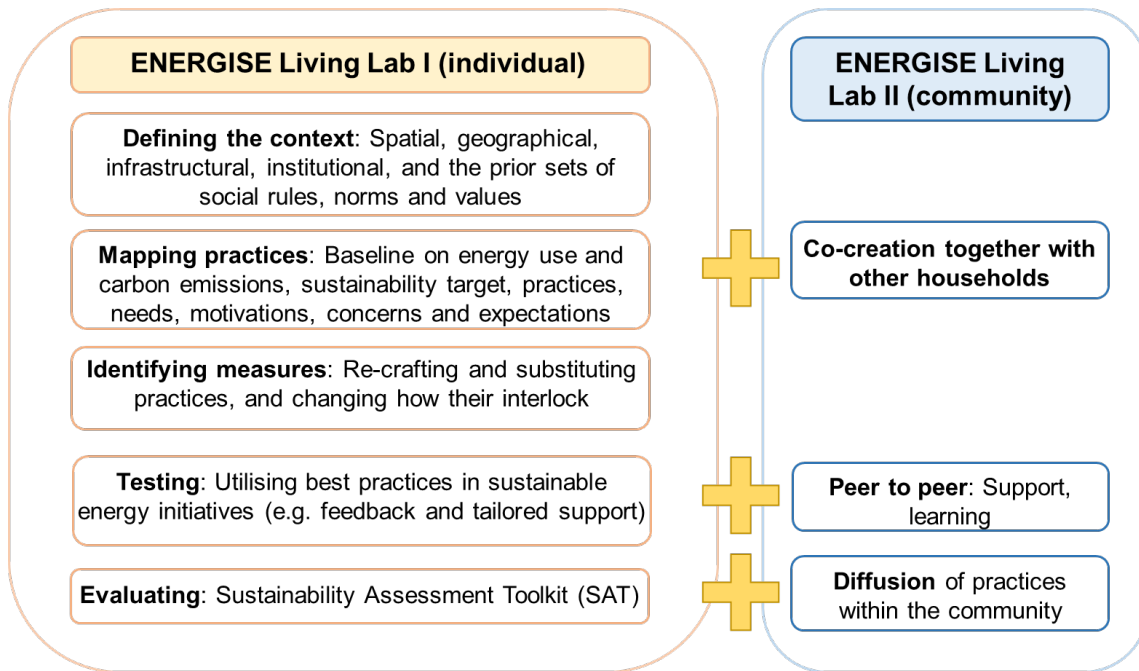 ENERGISE Living Lab I (individual)
Defining the context: Spatial, geographical,
infrastructural, institutional, and the prior sets of
social rules, norms and values
Mapping practices: Baseline on energy use and
carbon emissions, sustainability target, practices,
needs, motivations, concerns and expectations
Identifying measures: Re-crafting and substituting
practices, and changing how their interlock
Testing: Utilising best practices in sustainable
energy initiatives (e.g. feedback and tailored support)
Evaluating: Sustainability Assessment Toolkit (SAT)
ENERGISE Living
Lab II (community)
Co-creation together with
other households
Peer to peer: Support,
learning
Diffusion of practices
within the community